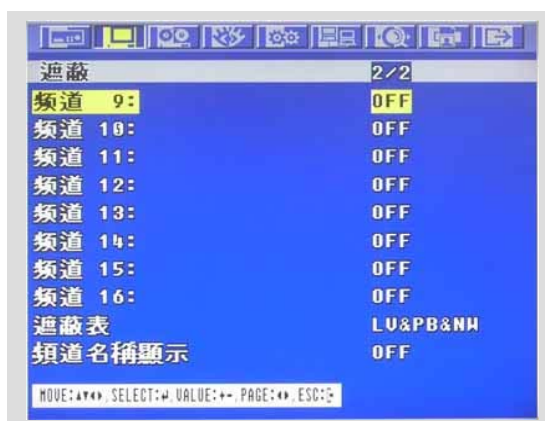 遮蔽 2/2
频道 9: OFF
频道 10: OFF
频道 11: OFF
频道 12: OFF
频道 13: OFF
频道 14: OFF
频道 15: OFF
频道 16: OFF
遮蔽表 LV&PB&NW
頻道名稱顯示 OFF
MOVE:▲▼◀▶,SELECT:↵,VALUE:+-,PAGE:◀▶,ESC: